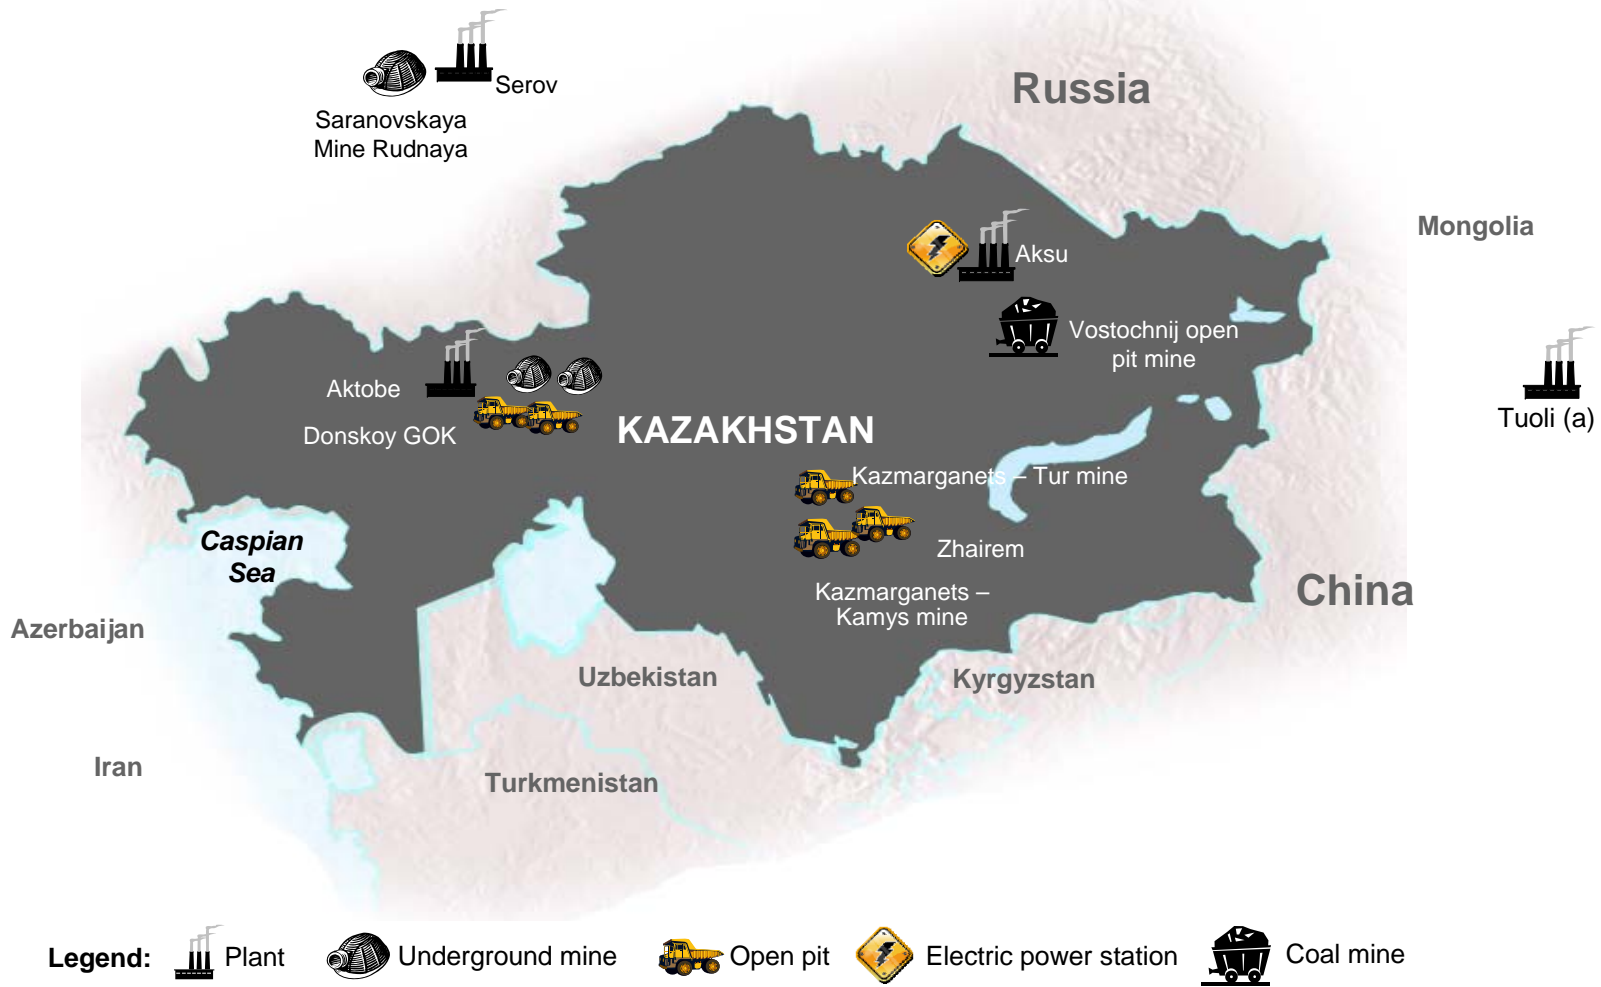 Serov
Saranovskaya
Mine Rudnaya
Russia
Mongolia
Aksu
Vostochnij open
pit mine
Aktobe
Donskoy GOK
KAZAKHSTAN
Tuoli (a)
Kazmarganets – Tur mine
Caspian
Sea
Zhairem
Kazmarganets –
Kamys mine
China
Azerbaijan
Uzbekistan
Kyrgyzstan
Iran
Turkmenistan
Legend:
Plant
Underground mine
Open pit
Electric power station
Coal mine